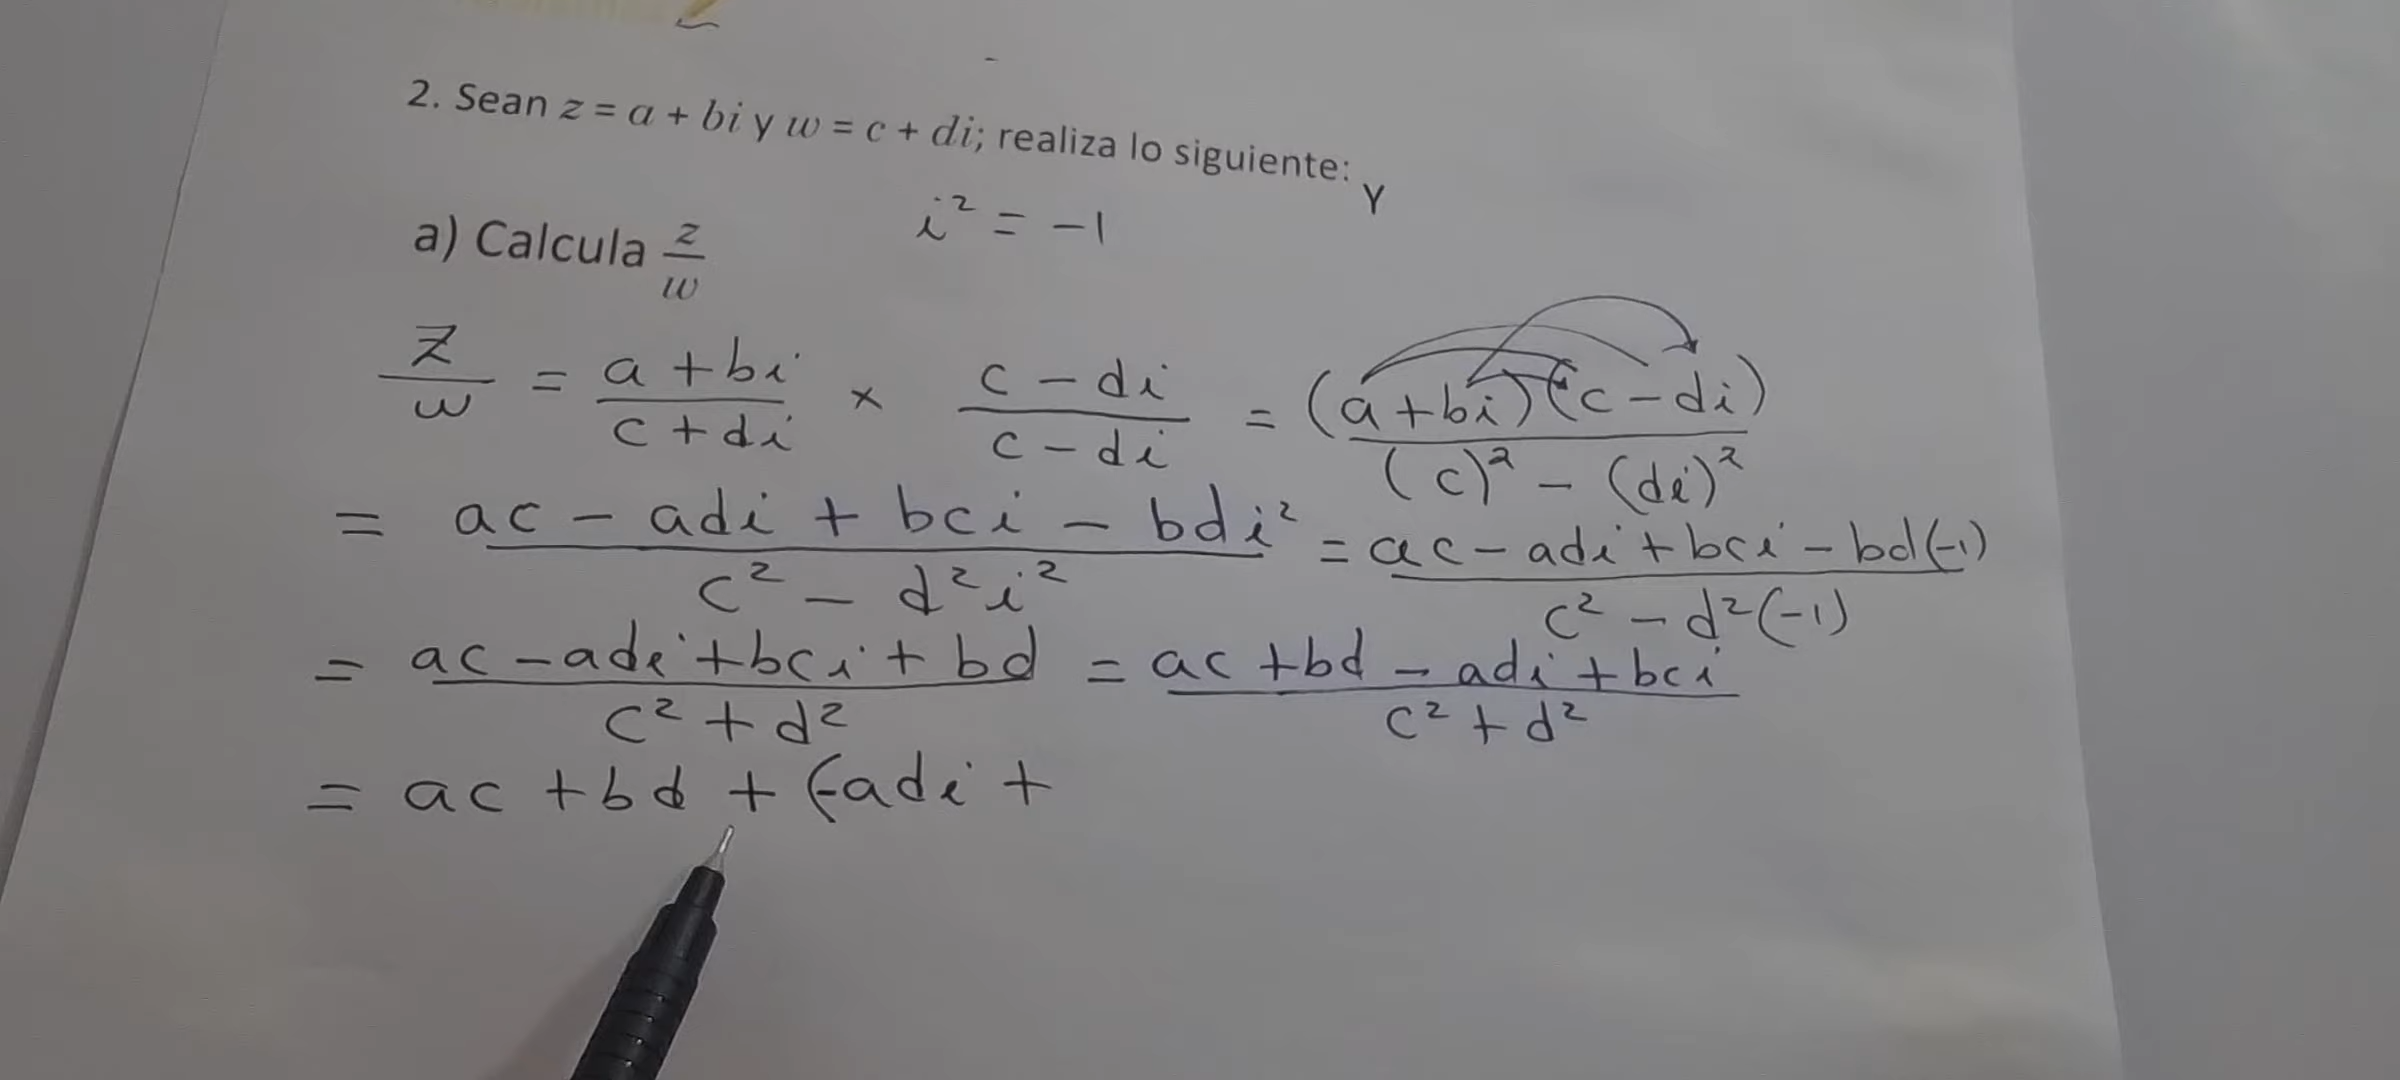 2. Sean z = a + bi y w = c + di; realiza lo siguiente: Y
i² = -1
a) Calcula z/w
z/w = (a + bi)/(c + di) × (c - di)/(c - di) = (a + bi)(c - di)/((c)² - (di)²)
= (ac - adi + bci - bdi²)/(c² - d²i²) = (ac - adi + bci - bd(-1))/(c² - d²(-1))
= (ac - adi + bci + bd)/(c² + d²) = (ac + bd - adi + bci)/(c² + d²)
= ac + bd + (-adi +